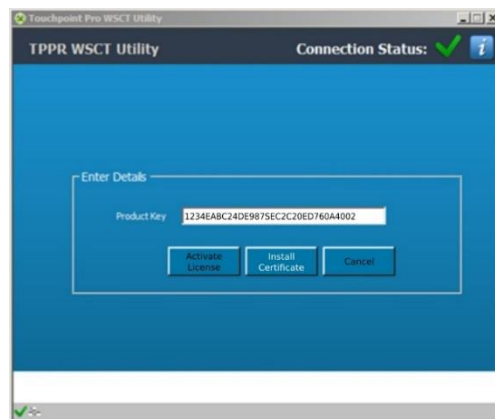 Touchpoint Pro WSCT Utility
TPPR WSCT Utility
Connection Status:
Enter Details
Product Key
1234EABC24DE987SEC2C20ED760A4002
Activate
License
Install
Certificate
Cancel